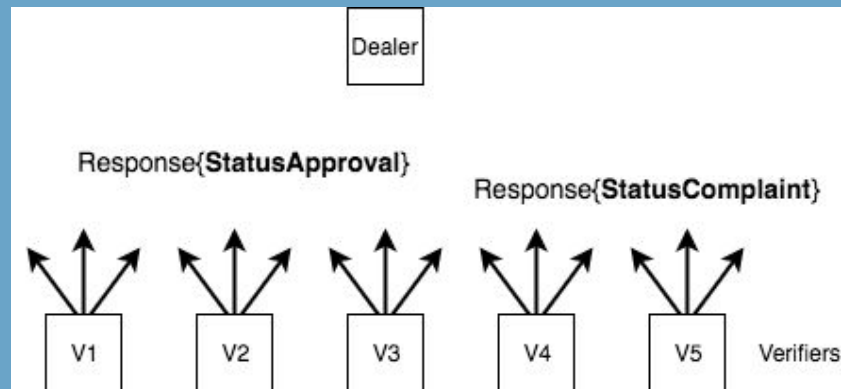 Dealer
Response{StatusApproval}
Response{StatusComplaint}
V1 V2 V3 V4 V5 Verifiers